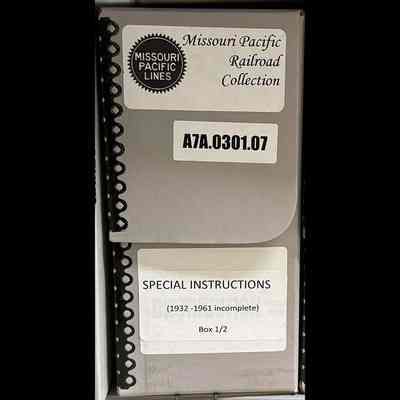 MISSOURI
PACIFIC
LINES
Missouri Pacific
Railroad
Collection
A7A.0301.07
SPECIAL INSTRUCTIONS
(1932 -1961 incomplete)
Box 1/2